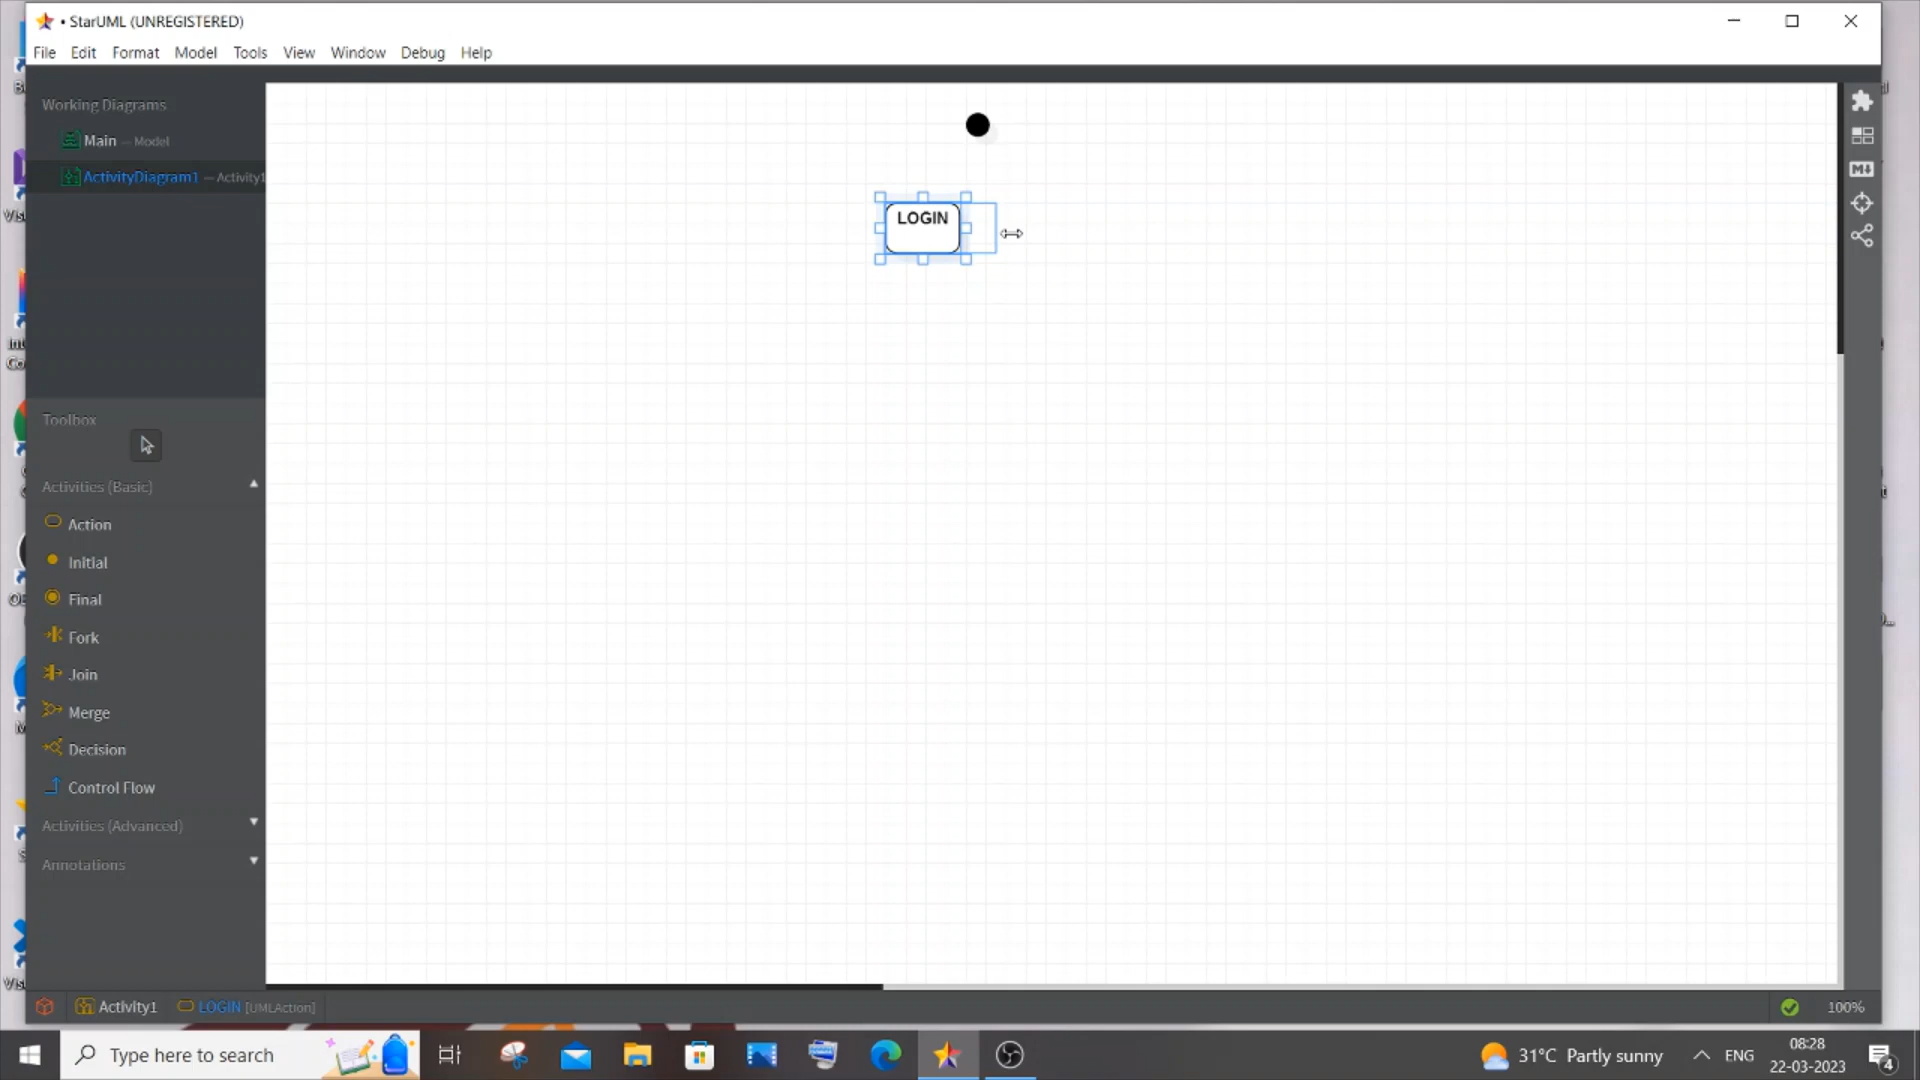 • StarUML (UNREGISTERED)
File Edit Format Model Tools View Window Debug Help
Working Diagrams
Main — Model
ActivityDiagram1 — Activity1
LOGIN
Toolbox
Activities (Basic)
Action
Initial
Final
Fork
Join
Merge
Decision
Control Flow
Activities (Advanced)
Annotations
Activity1 LOGIN [UMLAction] 100%
Type here to search 31°C Partly sunny ENG 08:28
22-03-2023 4